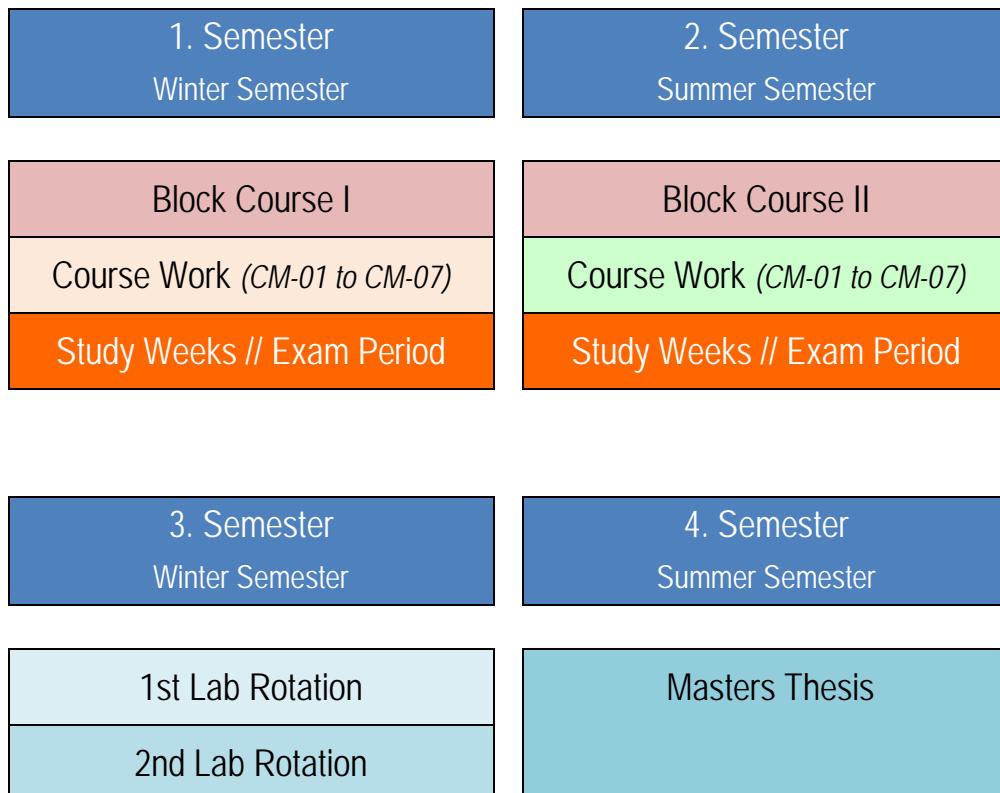 1. Semester
Winter Semester
2. Semester
Summer Semester
Block Course I
Course Work (CM-01 to CM-07)
Study Weeks // Exam Period
Block Course II
Course Work (CM-01 to CM-07)
Study Weeks // Exam Period
3. Semester
Winter Semester
4. Semester
Summer Semester
1st Lab Rotation
2nd Lab Rotation
Masters Thesis